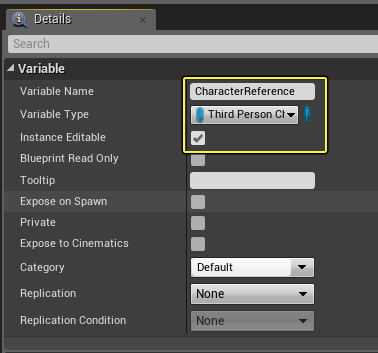 Details
Search
Variable
Variable Name CharacterReference
Variable Type Third Person Cl
Instance Editable
Blueprint Read Only
Tooltip
Expose on Spawn
Private
Expose to Cinematics
Category Default
Replication None
Replication Condition None